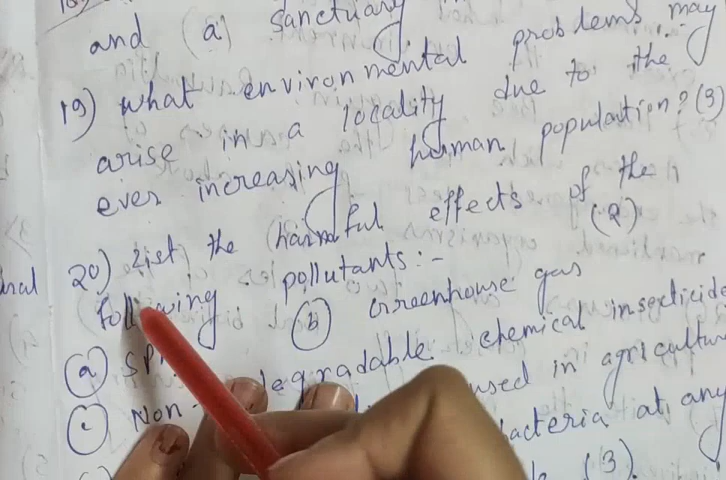 and (a) Sanctuary
19) What environmental problems may
arise in a locality due to the
ever increasing human population? (3)
20) List the harmful effects of the
following pollutants:- (2)
(a) SP (b) Greenhouse gas
(c) Non- degradable chemical insecticide
used in agricultur
bacteria at any
(3)